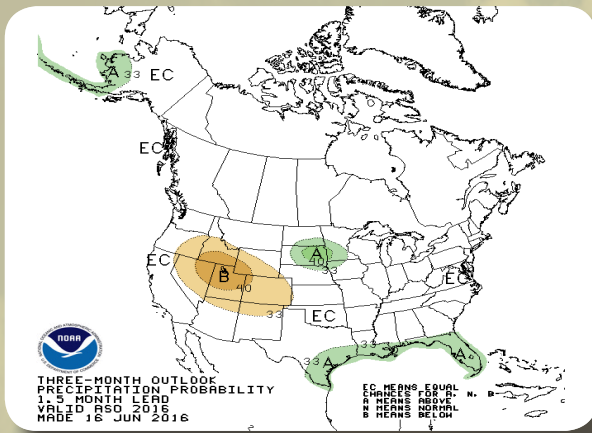 A
33
EC
EC
EC
B
40
33
A
40
33
EC
EC
33
A
33
A
NOAA
THREE-MONTH OUTLOOK
PRECIPITATION PROBABILITY
1.5 MONTH LEAD
VALID ASO 2016
MADE 16 JUN 2016
EC MEANS EQUAL
CHANCES FOR A, N, B
A MEANS ABOVE
N MEANS NORMAL
B MEANS BELOW